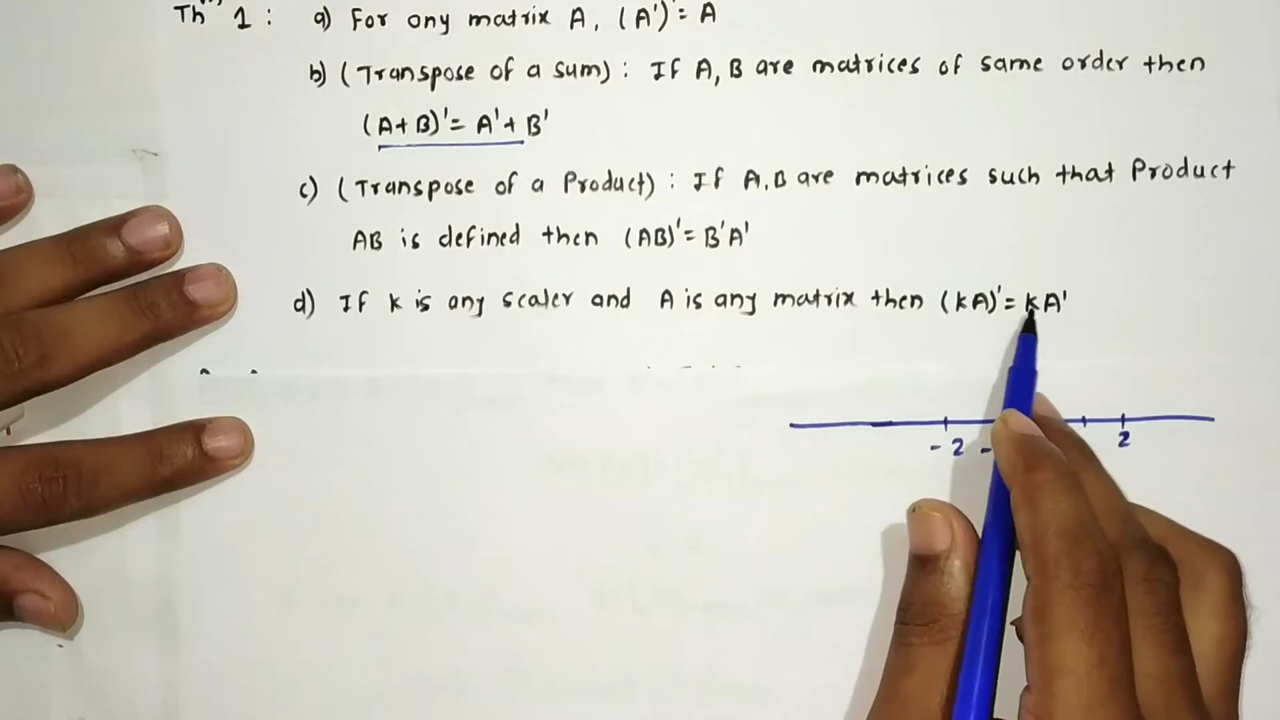 Th^m 1 : a) For any matrix A, (A')' = A
b) (Transpose of a sum) : If A, B are matrices of same order then
(A+B)' = A' + B'
c) (Transpose of a Product) : If A, B are matrices such that Product
AB is defined then (AB)' = B'A'
d) If k is any scaler and A is any matrix then (kA)' = kA'
-2 - 2